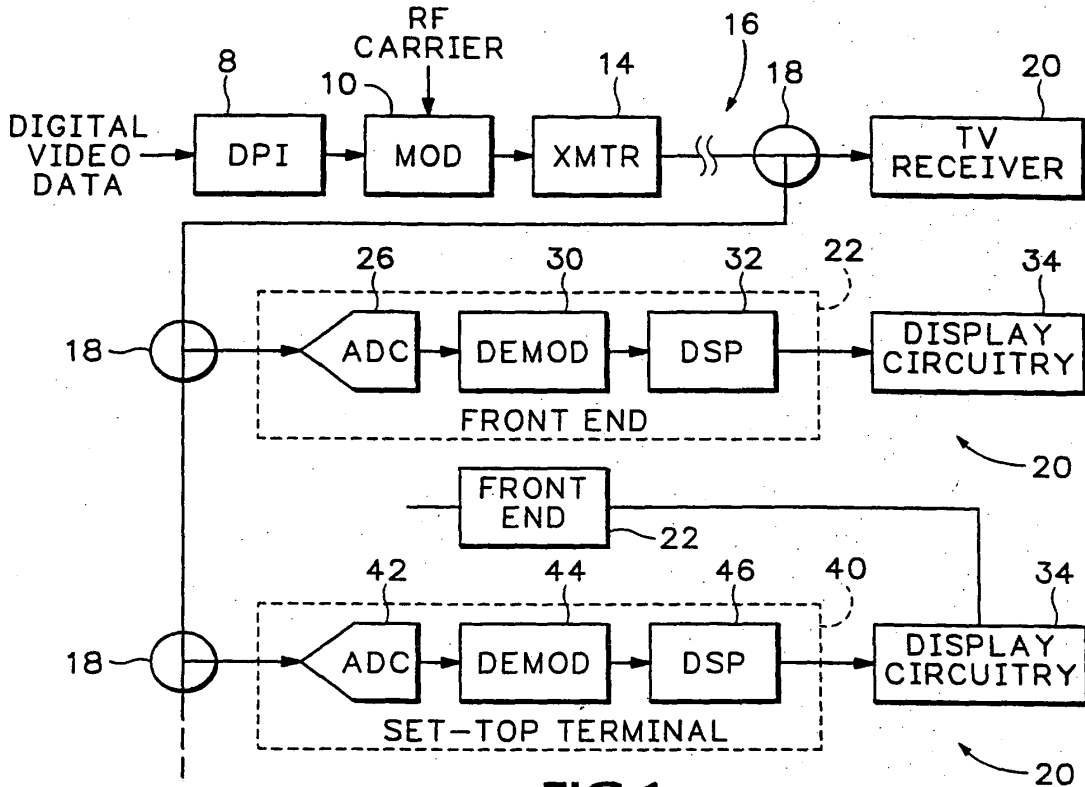 RF
CARRIER
16
14
18
20
8
10
DIGITAL
VIDEO
DATA
DPI
MOD
XMTR
TV
RECEIVER
26
30
32
22
34
18
ADC
DEMOD
DSP
DISPLAY
CIRCUITRY
FRONT END
20
FRONT
END
22
42
44
46
40
34
18
ADC
DEMOD
DSP
DISPLAY
CIRCUITRY
SET-TOP TERMINAL
20